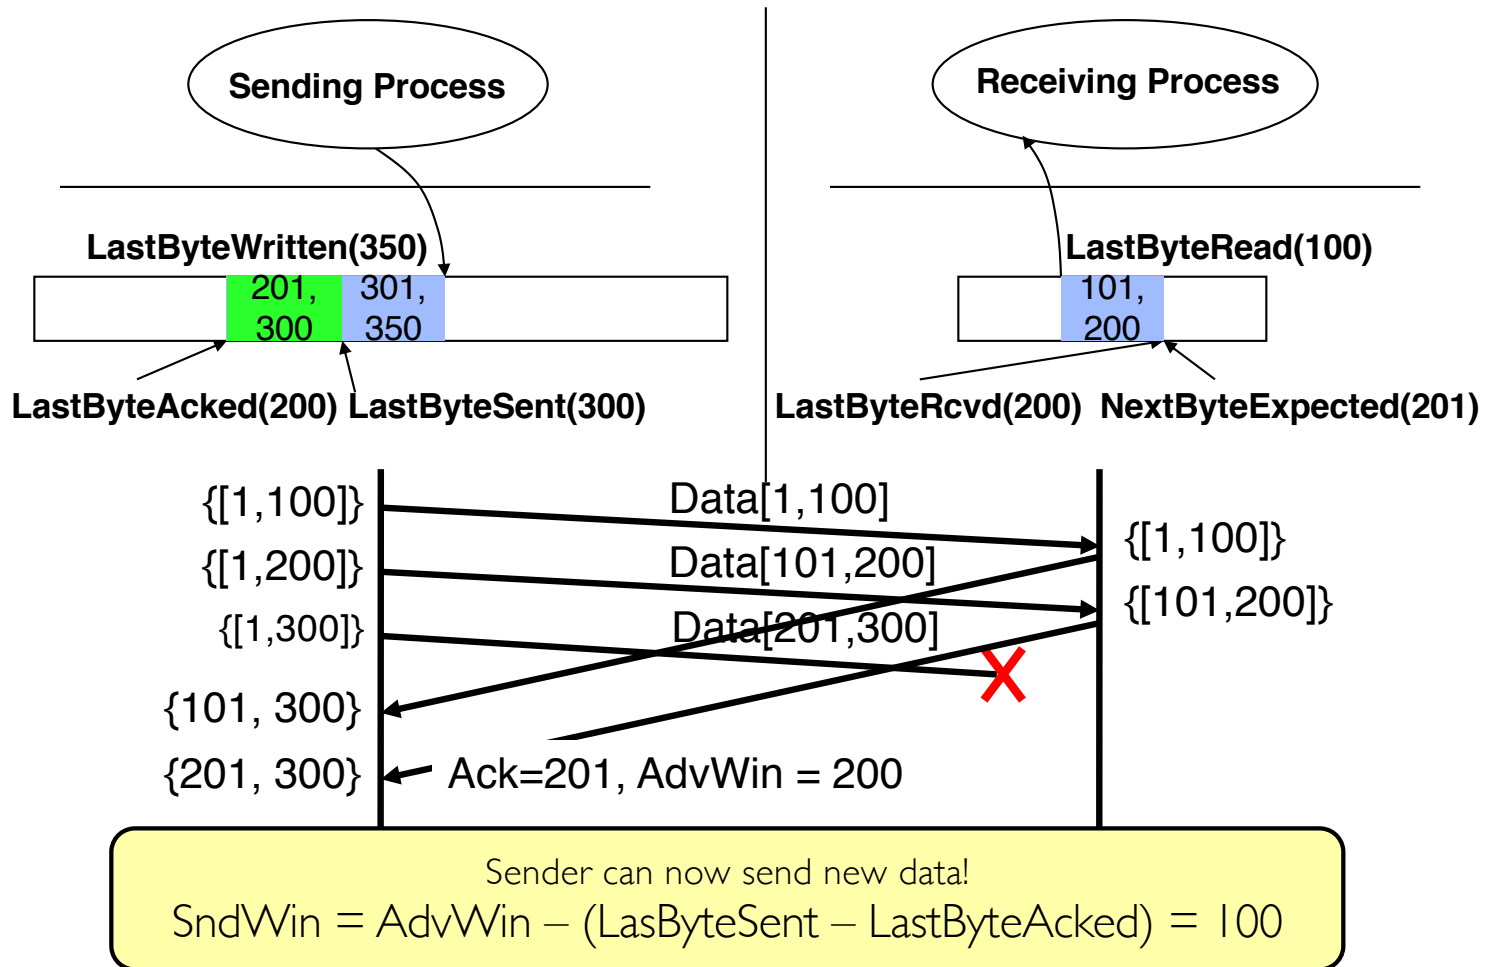 Sending Process
Receiving Process
LastByteWritten(350)
LastByteRead(100)
201,
300
301,
350
101,
200
LastByteAcked(200) LastByteSent(300)
LastByteRcvd(200) NextByteExpected(201)
{[1,100]}
Data[1,100]
{[1,100]}
{[1,200]}
Data[101,200]
{[101,200]}
{[1,300]}
Data[201,300]
{101, 300}
{201, 300}
Ack=201, AdvWin = 200
Sender can now send new data!
SndWin = AdvWin – (LasByteSent – LastByteAcked) = 100